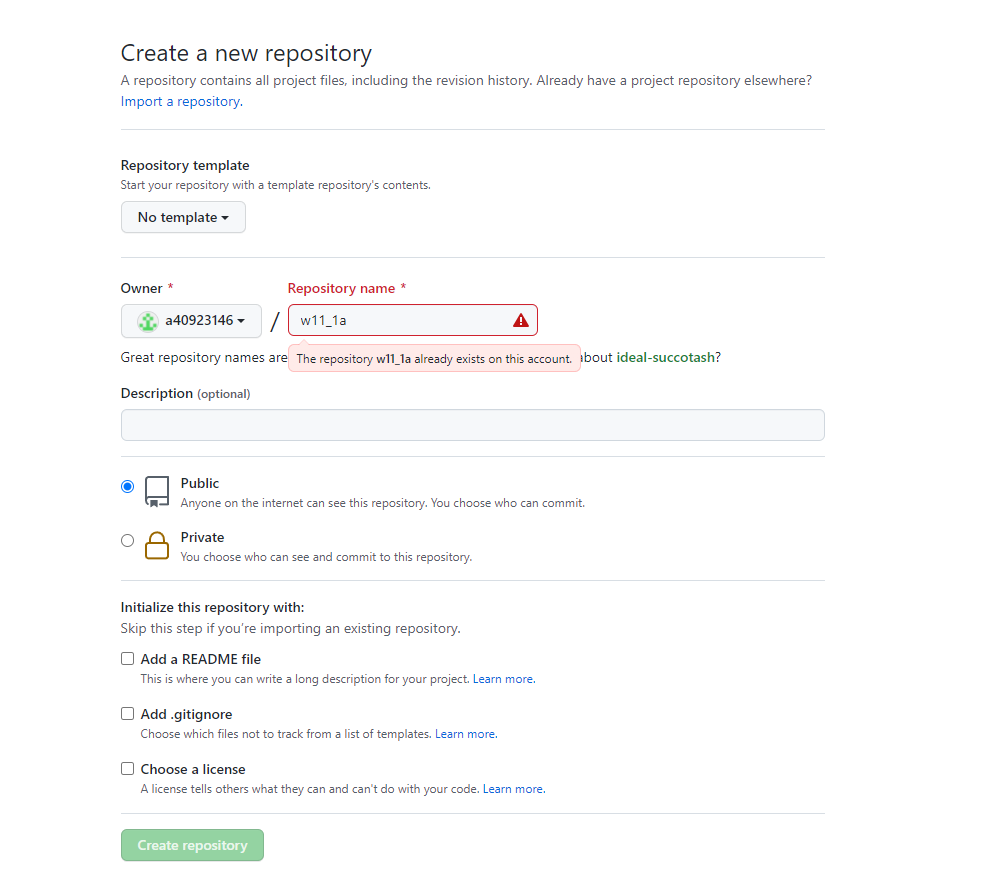 Create a new repository
A repository contains all project files, including the revision history. Already have a project repository elsewhere?
Import a repository.
Repository template
Start your repository with a template repository's contents.
No template
Owner *
Repository name *
a40923146
/
w11_1a
Great repository names are
The repository w11_1a already exists on this account.
about ideal-succotash?
Description (optional)
Public
Anyone on the internet can see this repository. You choose who can commit.
Private
You choose who can see and commit to this repository.
Initialize this repository with:
Skip this step if you're importing an existing repository.
Add a README file
This is where you can write a long description for your project. Learn more.
Add .gitignore
Choose which files not to track from a list of templates. Learn more.
Choose a license
A license tells others what they can and can't do with your code. Learn more.
Create repository